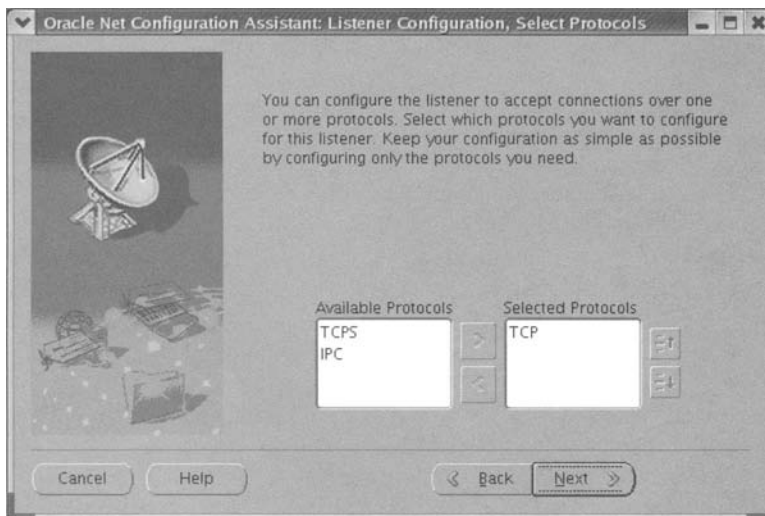 Oracle Net Configuration Assistant: Listener Configuration, Select Protocols
You can configure the listener to accept connections over one
or more protocols. Select which protocols you want to configure
for this listener. Keep your configuration as simple as possible
by configuring only the protocols you need.
Available Protocols
TCPS
IPC
Selected Protocols
TCP
Cancel
Help
Back
Next